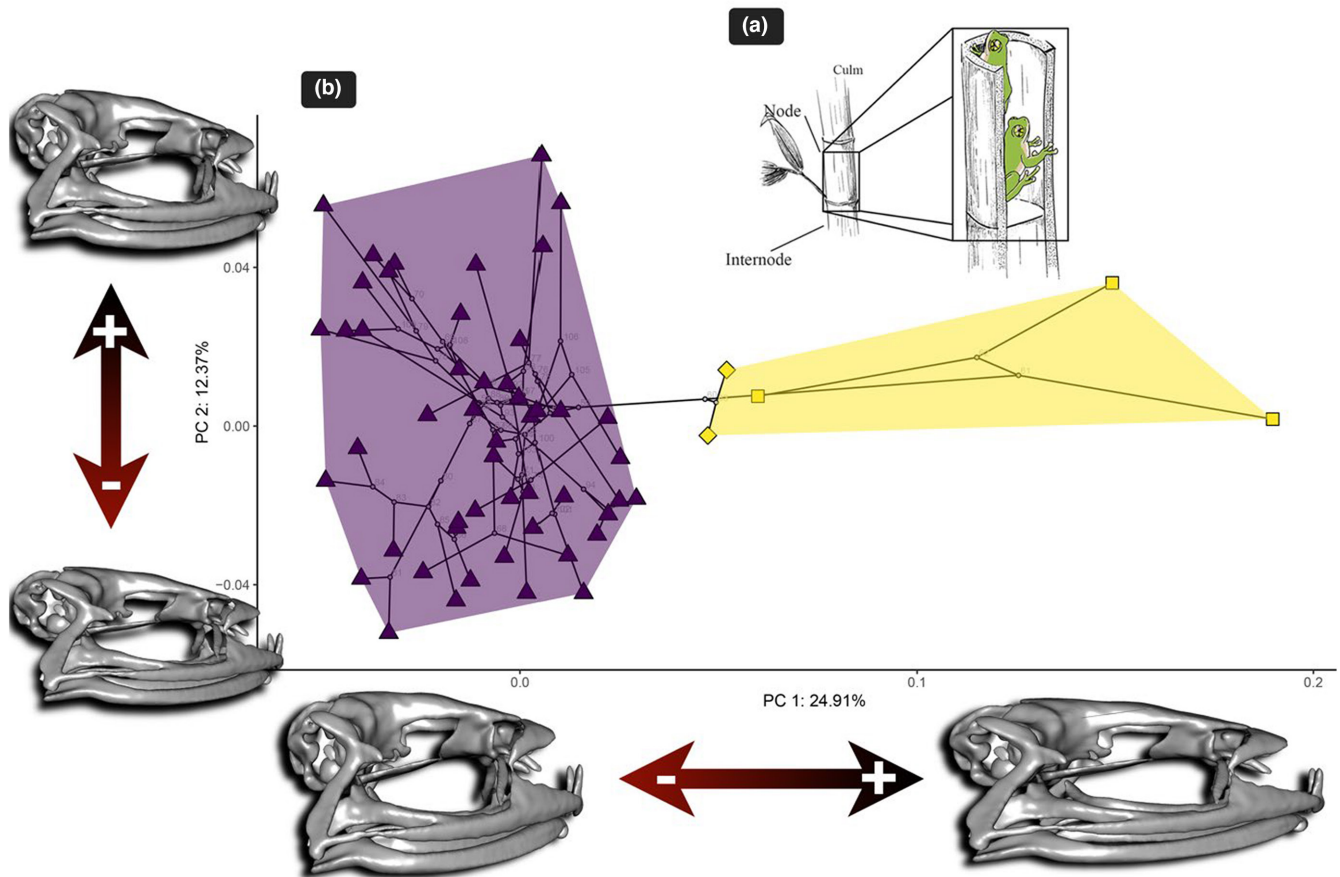 (a)
(b)
Culm
Node
Internode
0.04
0.00
−0.04
PC 2: 12.37%
+
-
0.0
0.1
0.2
PC 1: 24.91%
-
+